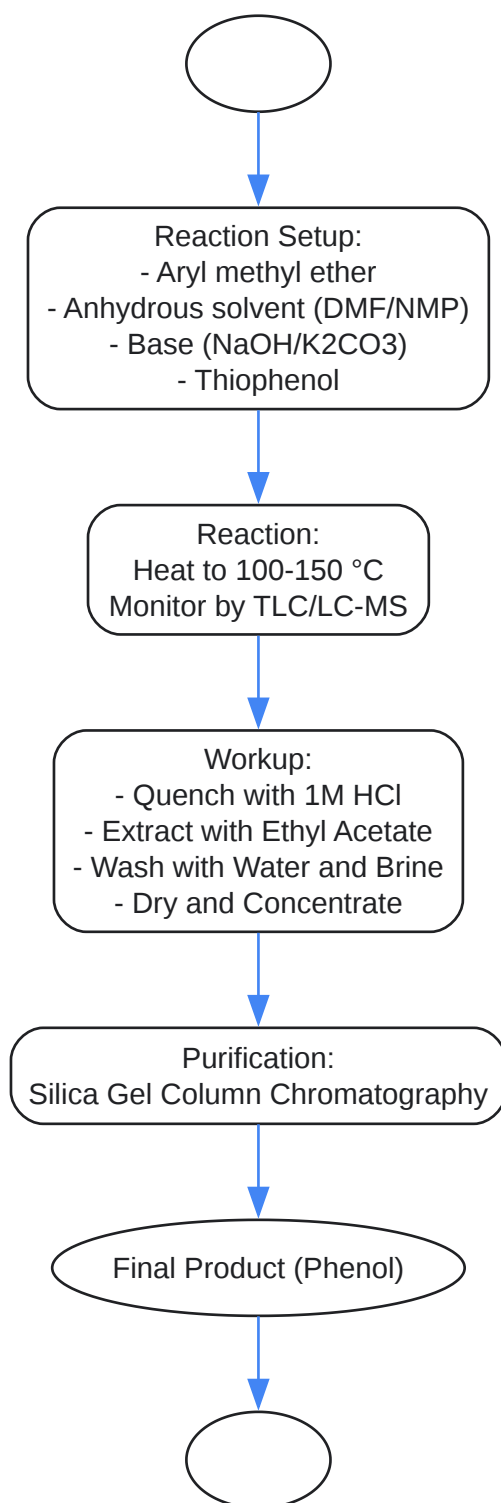 Reaction Setup:
- Aryl methyl ether
- Anhydrous solvent (DMF/NMP)
- Base (NaOH/K2CO3)
- Thiophenol
Reaction:
Heat to 100-150 °C
Monitor by TLC/LC-MS
Workup:
- Quench with 1M HCl
- Extract with Ethyl Acetate
- Wash with Water and Brine
- Dry and Concentrate
Purification:
Silica Gel Column Chromatography
Final Product (Phenol)